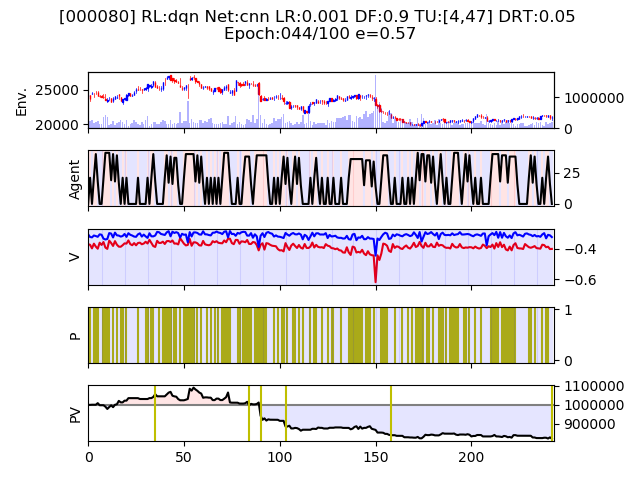 [000080] RL:dqn Net:cnn LR:0.001 DF:0.9 TU:[4,47] DRT:0.05
Epoch:044/100 e=0.57
Env.
25000
20000
1000000
0
Agent
25
0
V
−0.4
−0.6
P
1
0
PV
1100000
1000000
900000
0
50
100
150
200